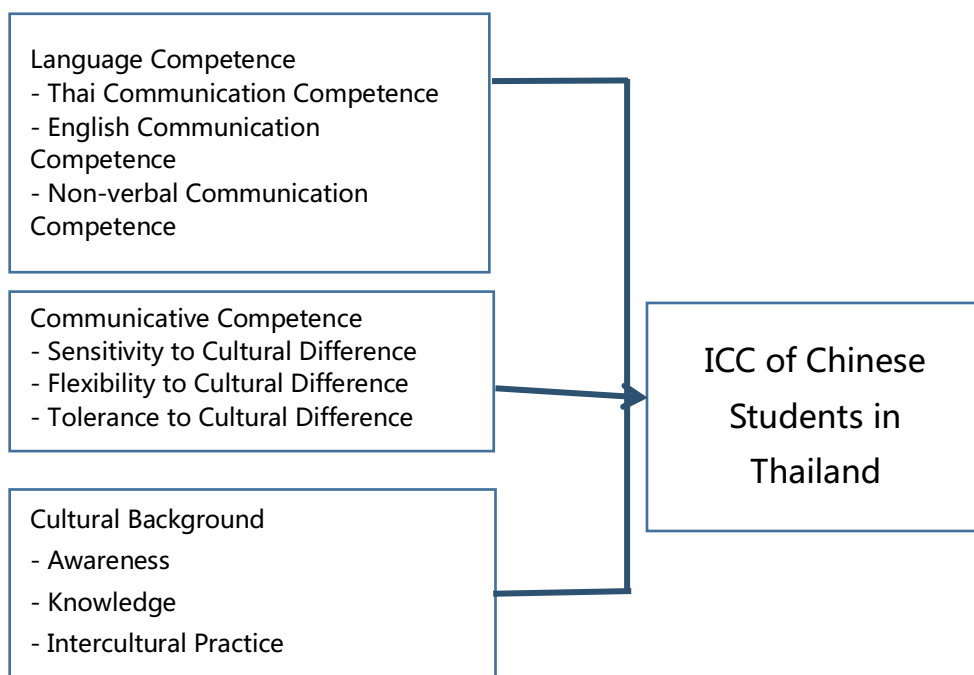 Language Competence
- Thai Communication Competence
- English Communication
Competence
- Non-verbal Communication
Competence
Communicative Competence
- Sensitivity to Cultural Difference
- Flexibility to Cultural Difference
- Tolerance to Cultural Difference
Cultural Background
- Awareness
- Knowledge
- Intercultural Practice
ICC of Chinese
Students in
Thailand